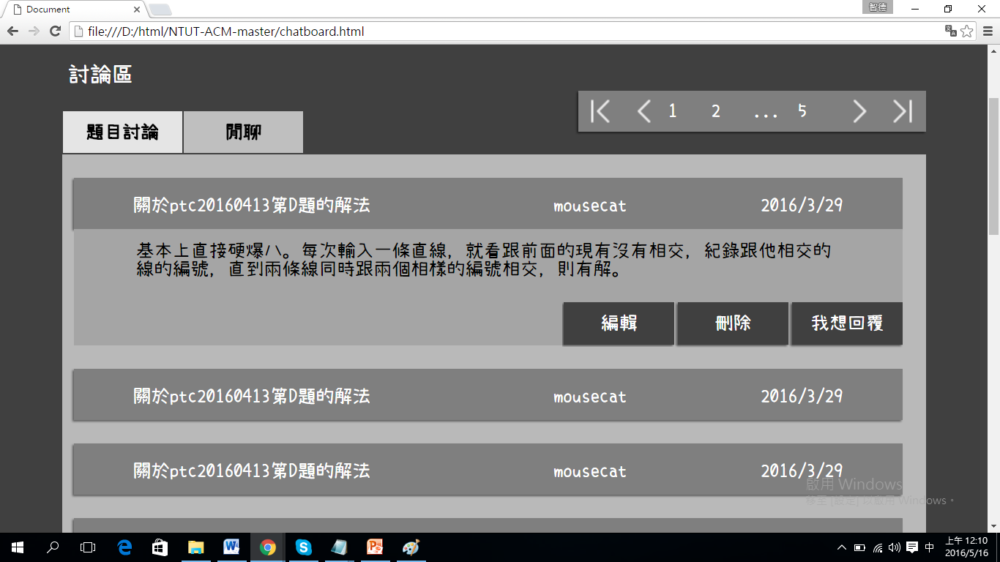 Document
智德
file:///D:/html/NTUT-ACM-master/chatboard.html
討論區
1 2 ... 5
題目討論 閒聊
關於ptc20160413第D題的解法 mousecat 2016/3/29
基本上直接硬爆八。每次輸入一條直線，就看跟前面的現有沒有相交，紀錄跟他相交的
線的編號，直到兩條線同時跟兩個相樣的編號相交，則有解。
編輯 刪除 我想回覆
關於ptc20160413第D題的解法 mousecat 2016/3/29
關於ptc20160413第D題的解法 mousecat 2016/3/29
啟用 Windows
移至 [設定] 以啟用 Windows。
中
上午 12:10
2016/5/16